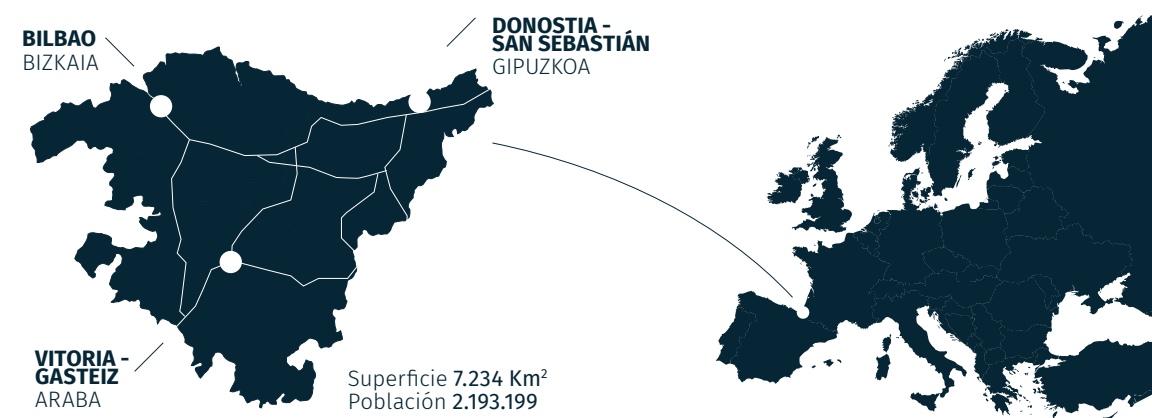 BILBAO
BIZKAIA
DONOSTIA -
SAN SEBASTIÁN
GIPUZKOA
VITORIA -
GASTEIZ
ARABA
Superficie 7.234 Km²
Población 2.193.199